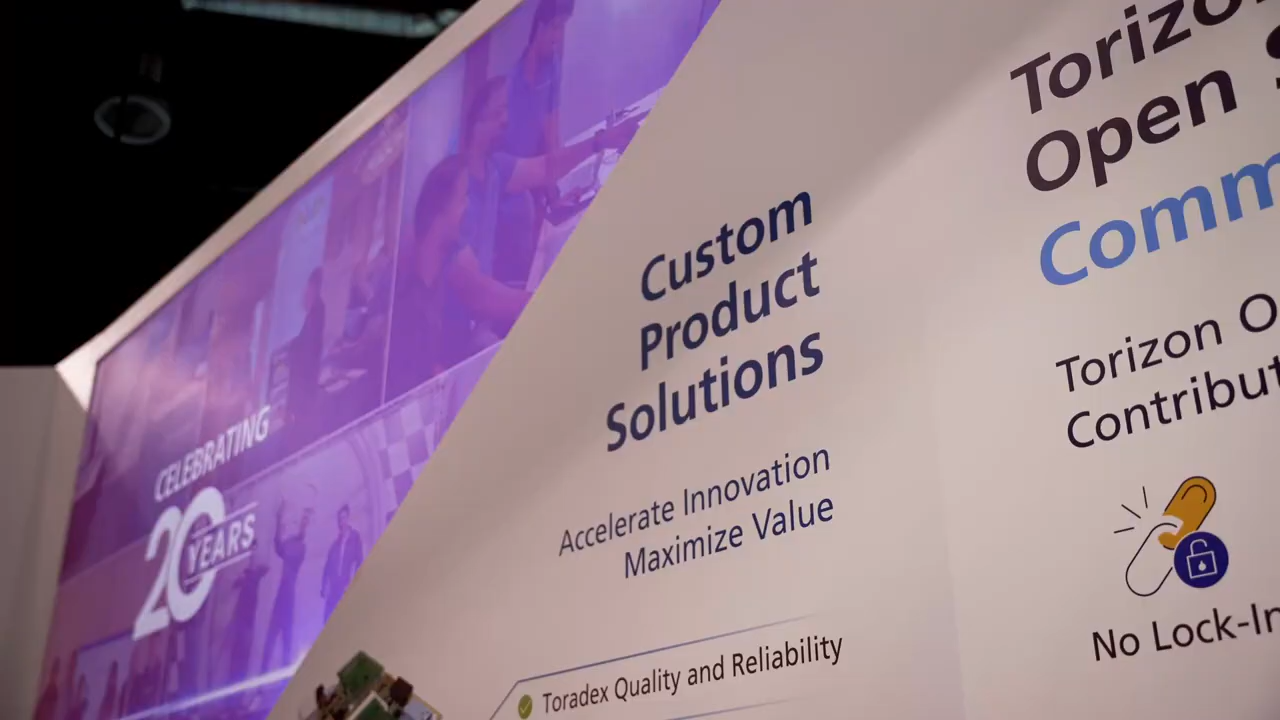 CELEBRATING
20
YEARS
Custom
Product
Solutions
Accelerate Innovation
Maximize Value
Toradex Quality and Reliability
Torizo
Open S
Comm
Torizon O
Contribut
No Lock-In